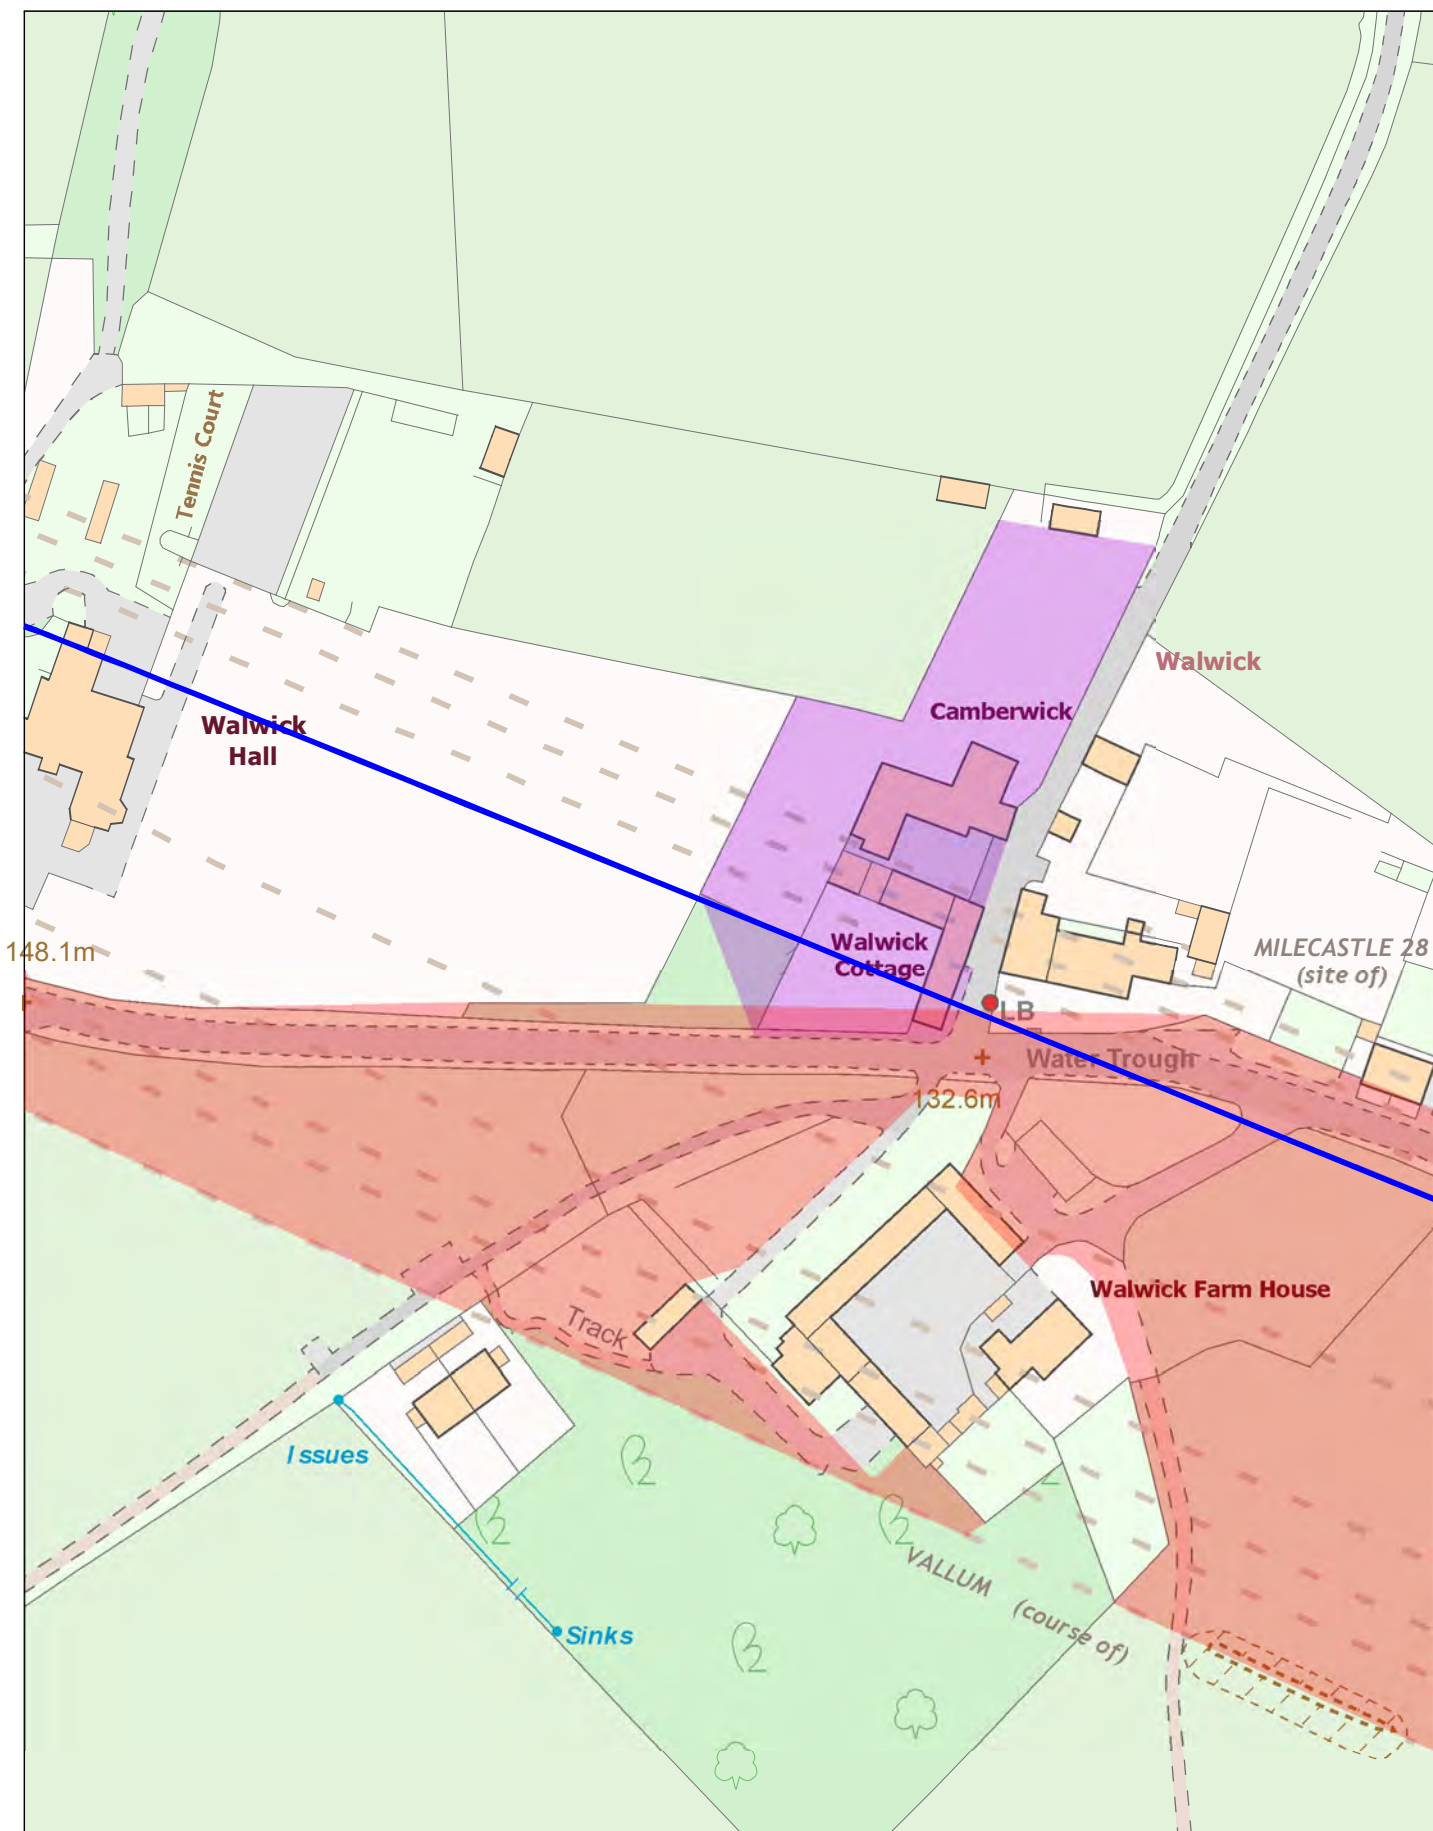 Tennis Court
Walwick
Camberwick
Walwick
Hall
Walwick
Cottage
148.1m
MILECASTLE 28
(site of)
LB
Water Trough
132.6m
Walwick Farm House
Track
Issues
VALLUM (course of)
Sinks